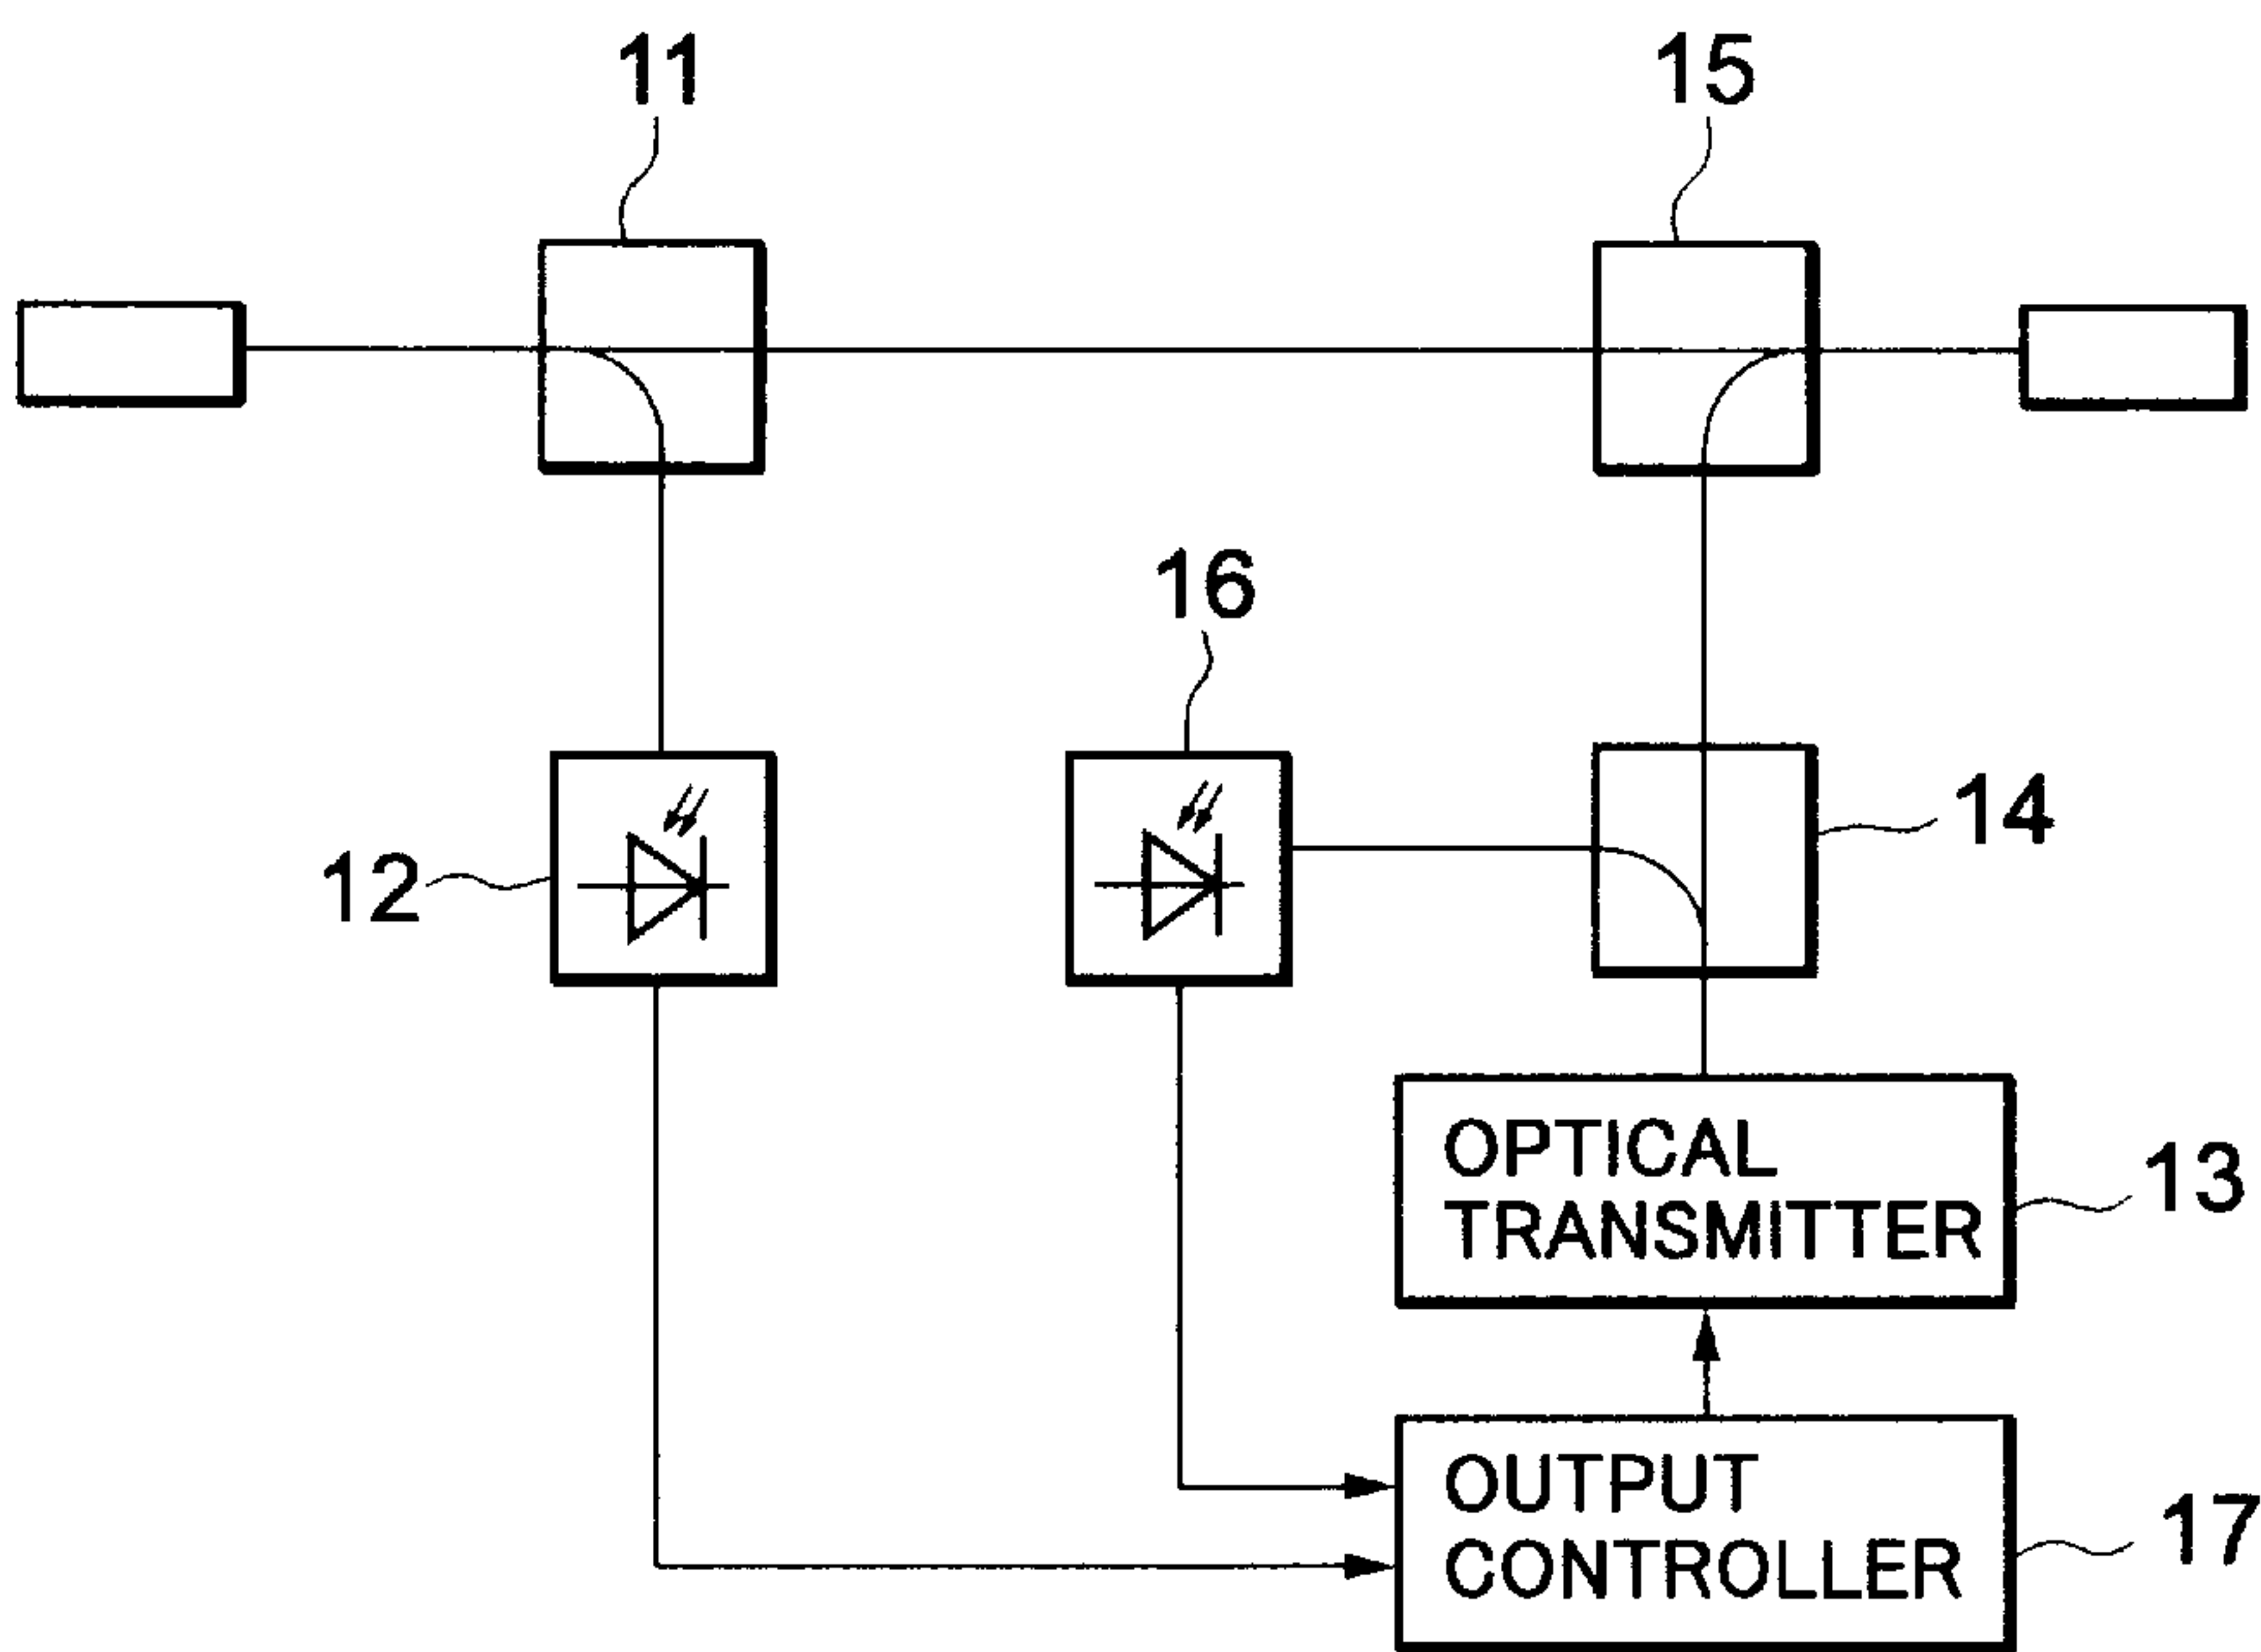 11
15
16
14
12
OPTICAL
TRANSMITTER
13
OUTPUT
CONTROLLER
17